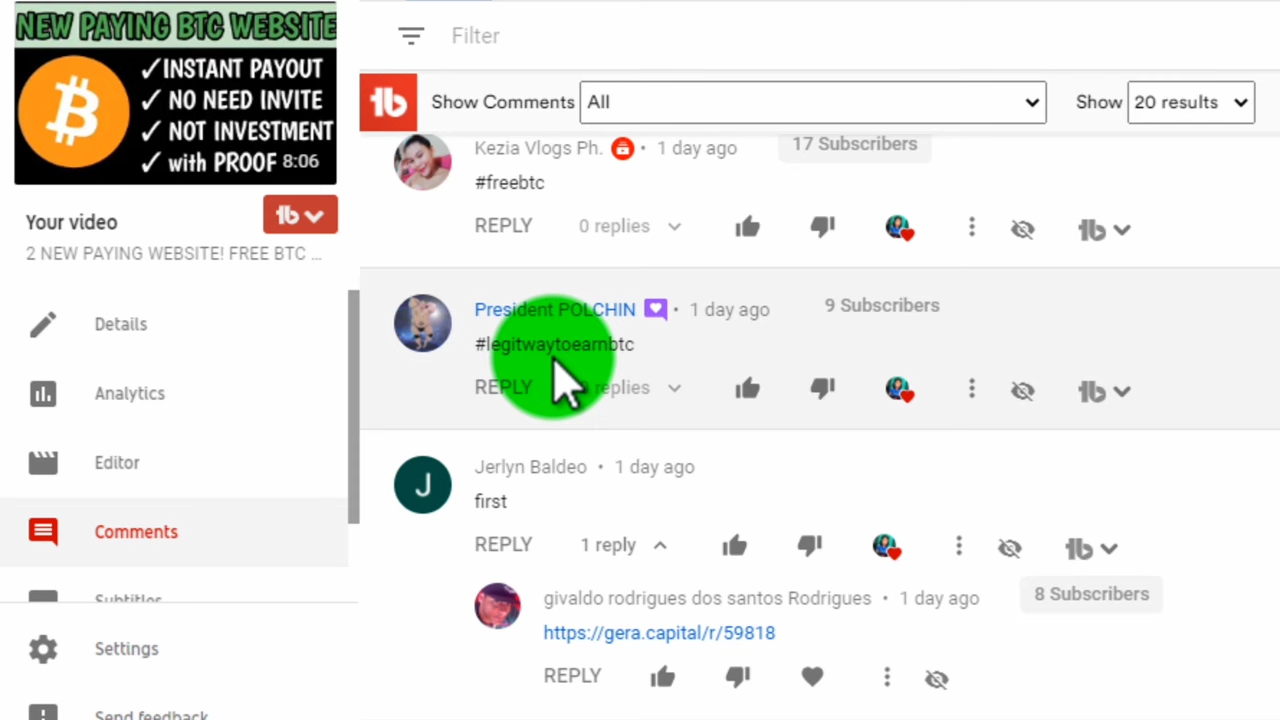 NEW PAYING BTC WEBSITE
✓INSTANT PAYOUT
✓ NO NEED INVITE
✓ NOT INVESTMENT
✓ with PROOF 8:06
Your video
2 NEW PAYING WEBSITE! FREE BTC ...
Details
Analytics
Editor
Comments
Subtitles
Settings
Send feedback
Filter
Show Comments All
Show 20 results
Kezia Vlogs Ph. • 1 day ago 17 Subscribers
#freebtc
REPLY 0 replies
President POLCHIN • 1 day ago 9 Subscribers
#legitwaytoearnbtc
REPLY replies
Jerlyn Baldeo • 1 day ago
J
first
REPLY 1 reply
givaldo rodrigues dos santos Rodrigues • 1 day ago 8 Subscribers
https://gera.capital/r/59818
REPLY